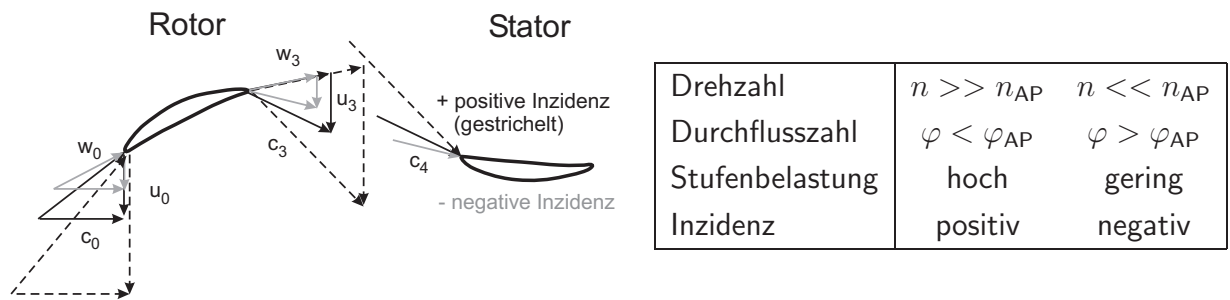 Rotor
Stator
w3
u3
c3
w0
u0
c0
+ positive Inzidenz
(gestrichelt)
c4
- negative Inzidenz
Drehzahl n >> nAP n << nAP
Durchflusszahl φ < φAP φ > φAP
Stufenbelastung hoch gering
Inzidenz positiv negativ